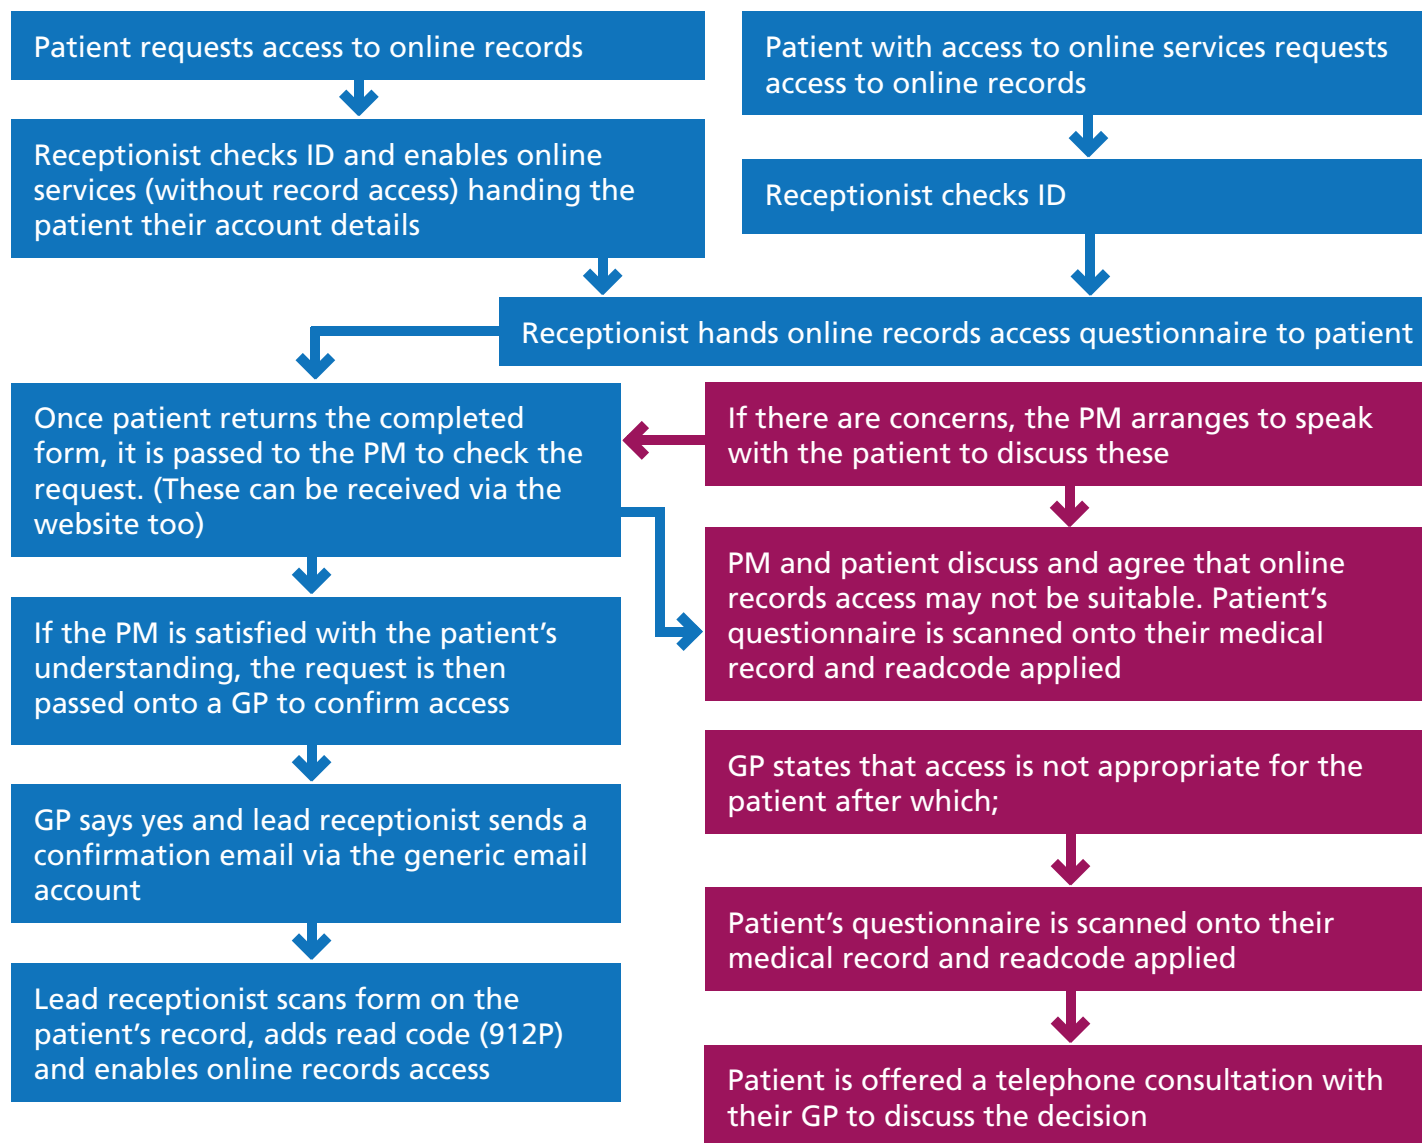 Patient requests access to online records
Patient with access to online services requests
access to online records
Receptionist checks ID and enables online
services (without record access) handing the
patient their account details
Receptionist checks ID
Receptionist hands online records access questionnaire to patient
Once patient returns the completed
form, it is passed to the PM to check the
request. (These can be received via the
website too)
If there are concerns, the PM arranges to speak
with the patient to discuss these
PM and patient discuss and agree that online
records access may not be suitable. Patient’s
questionnaire is scanned onto their medical
record and readcode applied
If the PM is satisfied with the patient’s
understanding, the request is then
passed onto a GP to confirm access
GP states that access is not appropriate for the
patient after which;
GP says yes and lead receptionist sends a
confirmation email via the generic email
account
Patient’s questionnaire is scanned onto their
medical record and readcode applied
Lead receptionist scans form on the
patient’s record, adds read code (912P)
and enables online records access
Patient is offered a telephone consultation with
their GP to discuss the decision